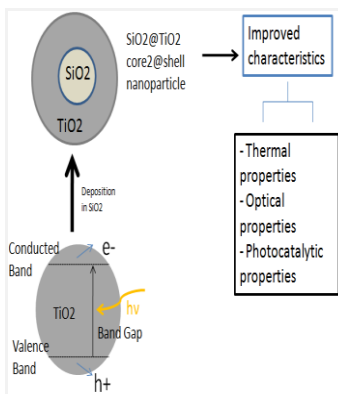 SiO2@TiO2
core2@shell
nanoparticle
Improved
characteristics
SiO2
TiO2
- Thermal
properties
- Optical
properties
- Photocatalytic
properties
Deposition
in SiO2
Conducted
Band
e-
TiO2
hν
Band Gap
Valence
Band
h+